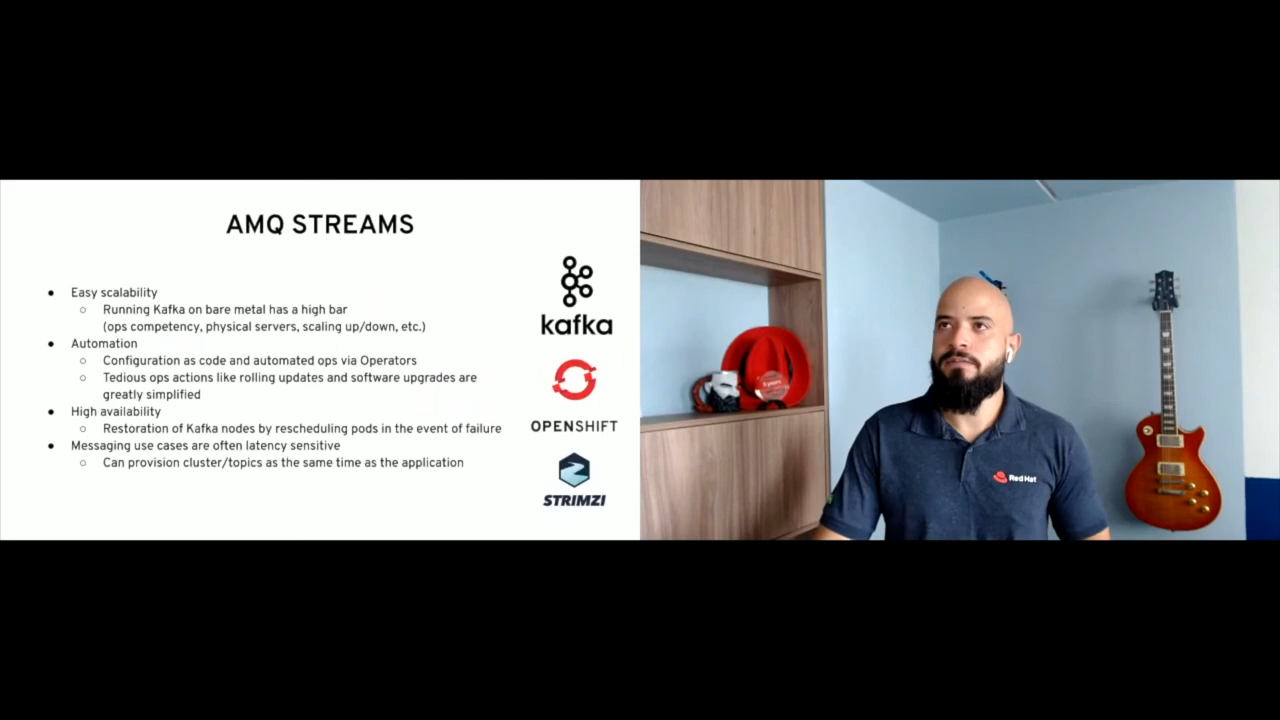 AMQ STREAMS
● Easy scalability
○ Running Kafka on bare metal has a high bar
(ops competency, physical servers, scaling up/down, etc.)
● Automation
○ Configuration as code and automated ops via Operators
○ Tedious ops actions like rolling updates and software upgrades are
greatly simplified
● High availability
○ Restoration of Kafka nodes by rescheduling pods in the event of failure
● Messaging use cases are often latency sensitive
○ Can provision cluster/topics as the same time as the application
kafka
OPENSHIFT
STRIMZI
5 years
Red Hat